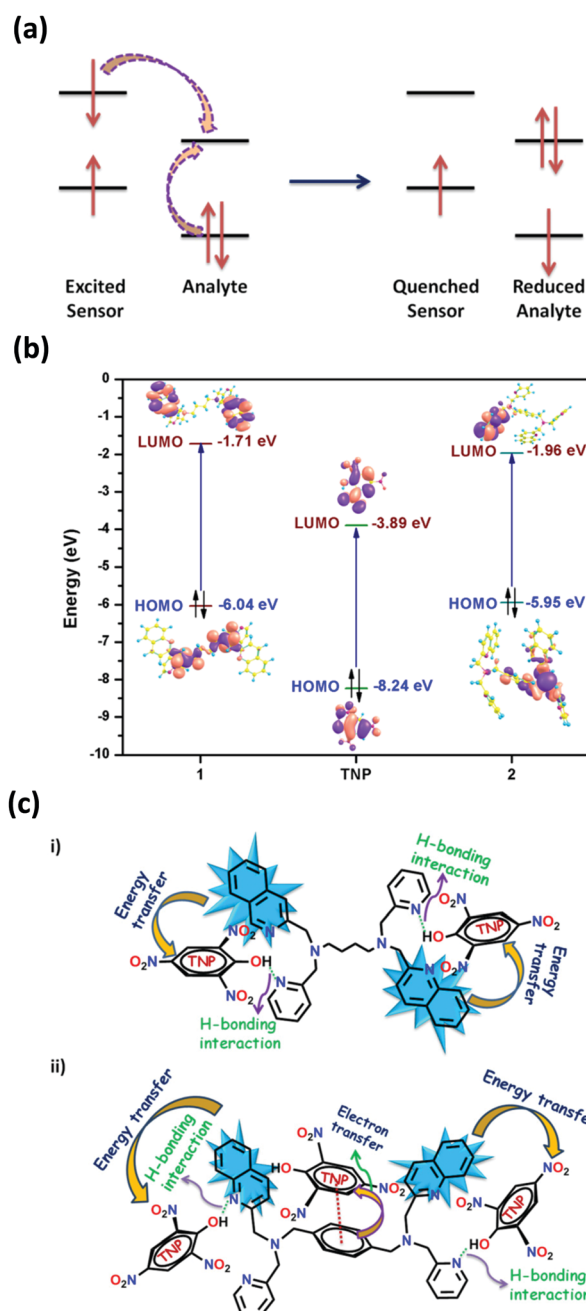 (a)
Excited
Sensor
Analyte
Quenched
Sensor
Reduced
Analyte
(b)
Energy (eV)
0
-1
-2
-3
-4
-5
-6
-7
-8
-9
-10
LUMO -1.71 eV
HOMO -6.04 eV
LUMO -3.89 eV
HOMO -8.24 eV
LUMO -1.96 eV
HOMO -5.95 eV
1
TNP
2
(c)
i)
Energy
transfer
H-bonding
interaction
O₂N
NO₂
TNP
OH
NO₂
N
N
N
H-bonding
interaction
N
N
N
O₂N
NO₂
HO
TNP
NO₂
Energy
transfer
ii)
Energy transfer
H-bonding
interaction
Electron
transfer
Energy transfer
NO₂
HO
TNP
O₂N
NO₂
N
N
NO₂
OH
TNP
O₂N
NO₂
N
N
N
N
NO₂
TNP
HO
O₂N
NO₂
H-bonding
interaction